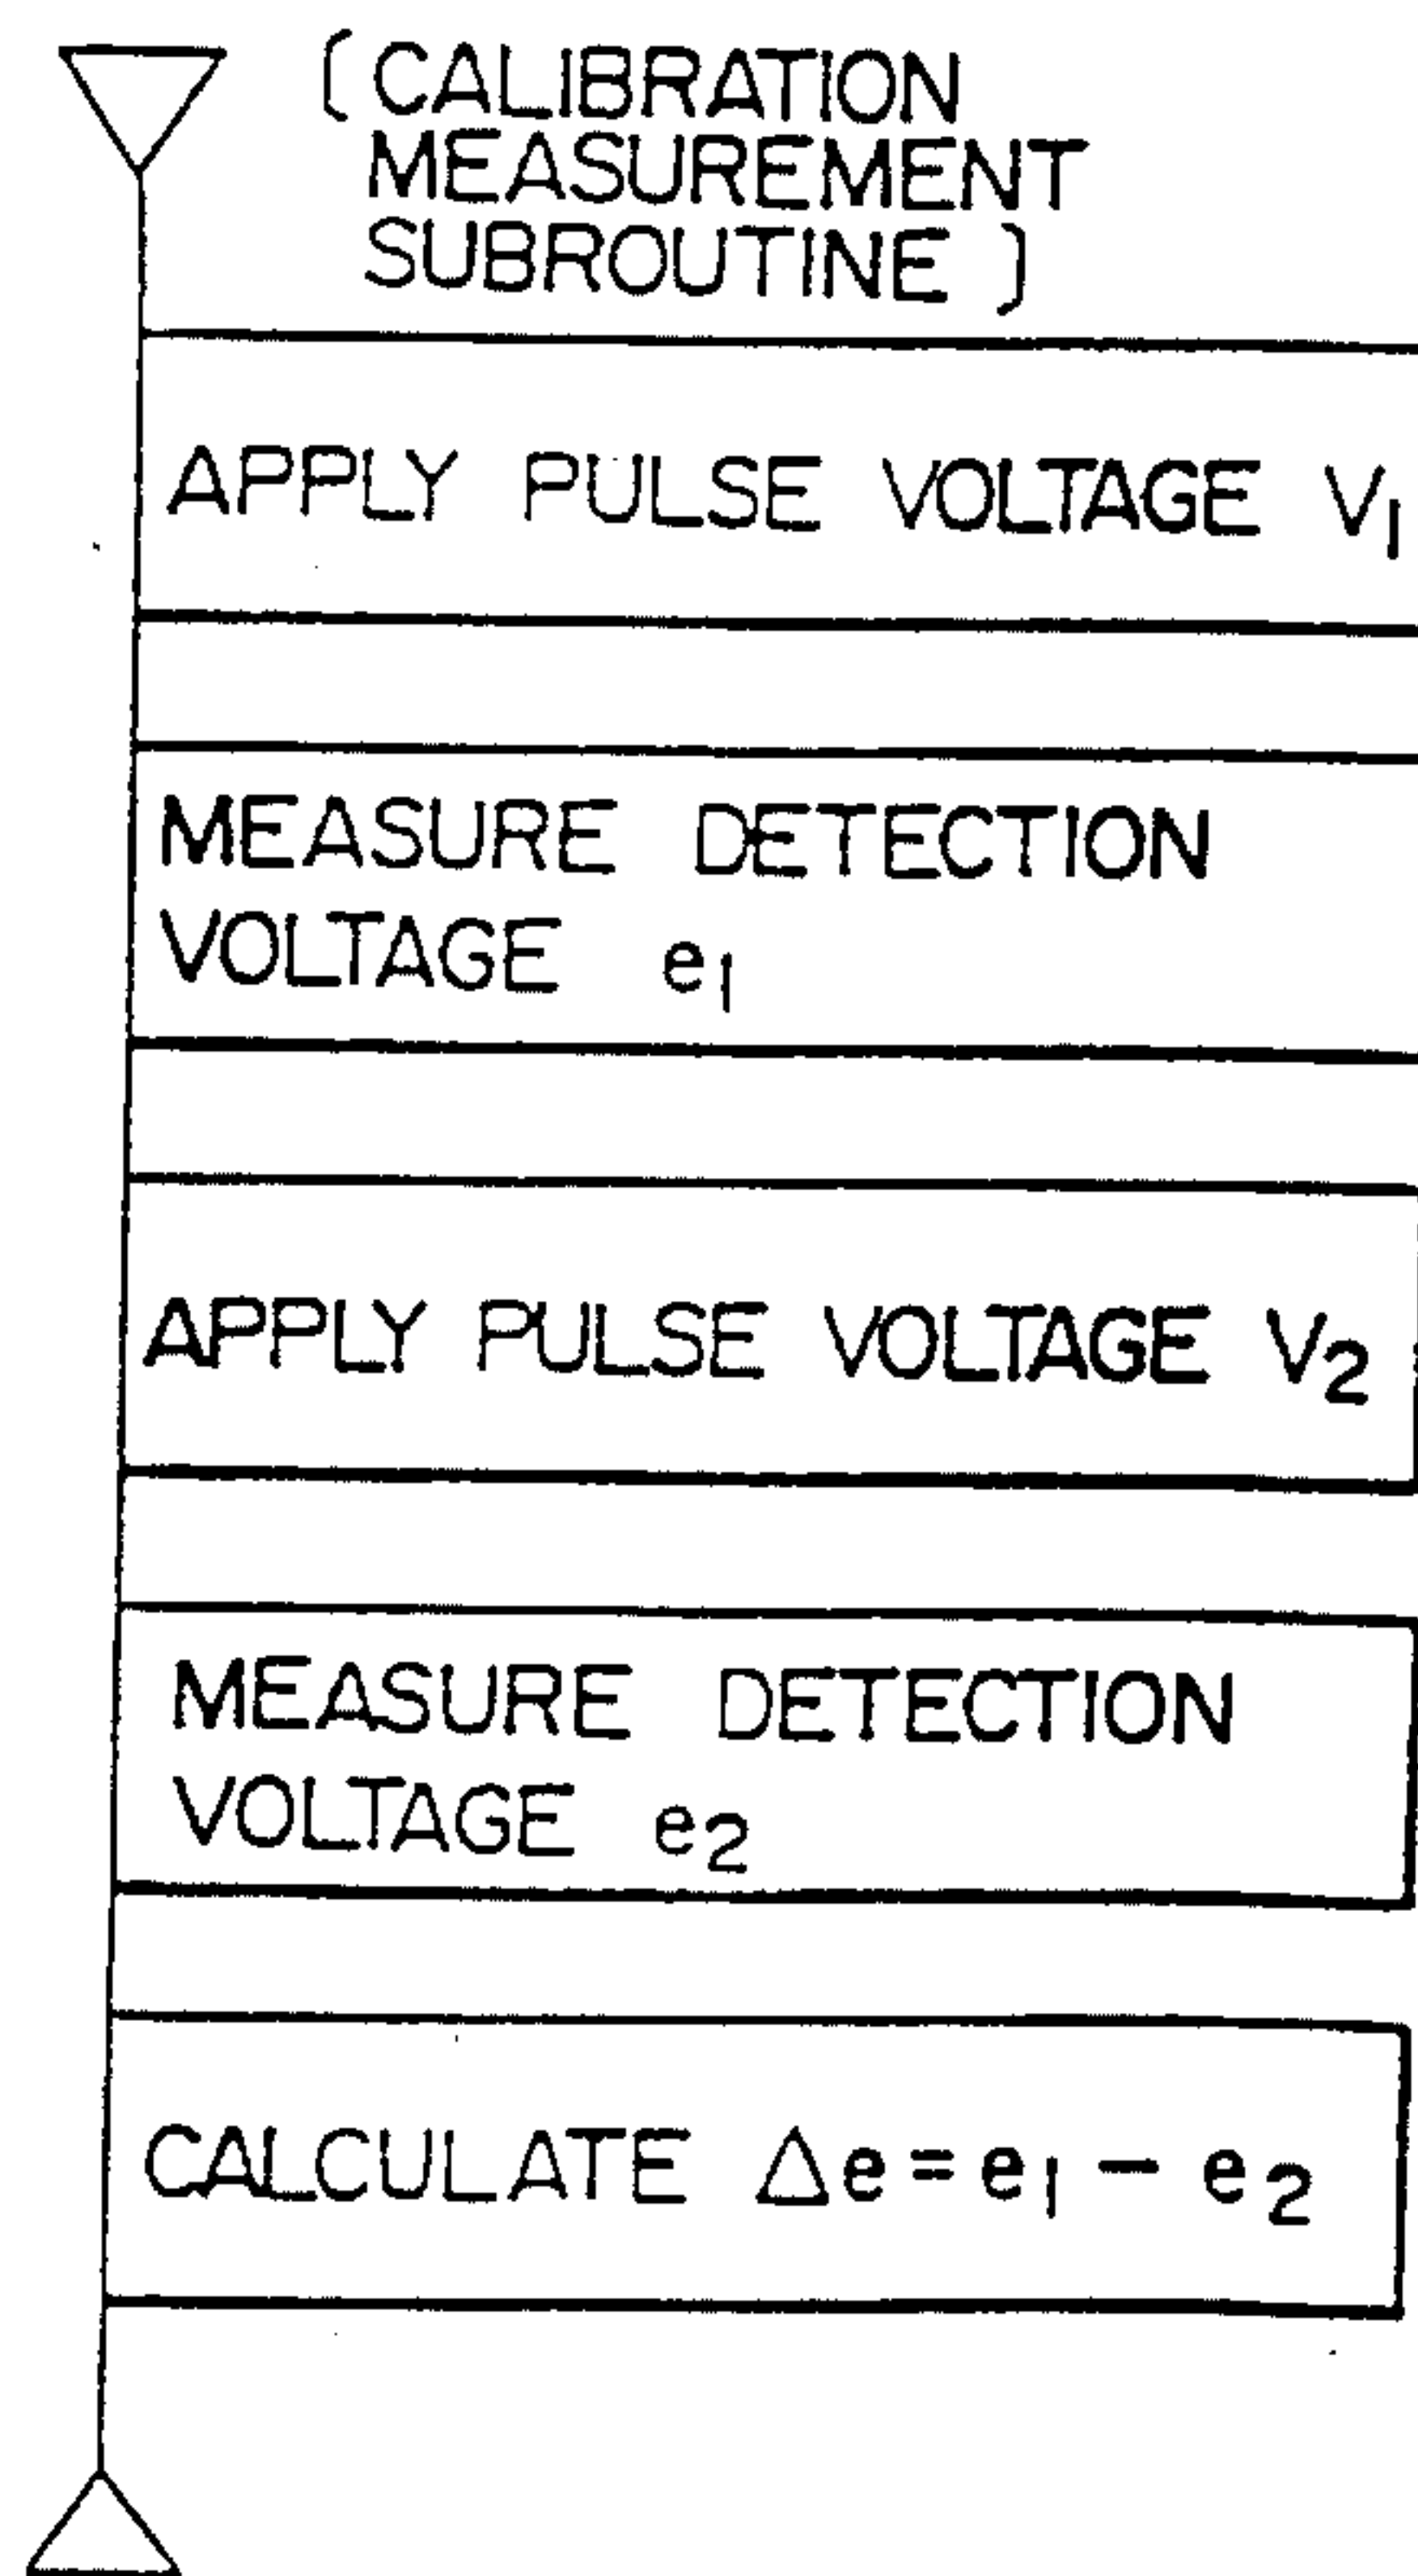 (CALIBRATION
MEASUREMENT
SUBROUTINE)
APPLY PULSE VOLTAGE V₁
MEASURE DETECTION
VOLTAGE e₁
APPLY PULSE VOLTAGE V₂
MEASURE DETECTION
VOLTAGE e₂
CALCULATE Δe = e₁ - e₂